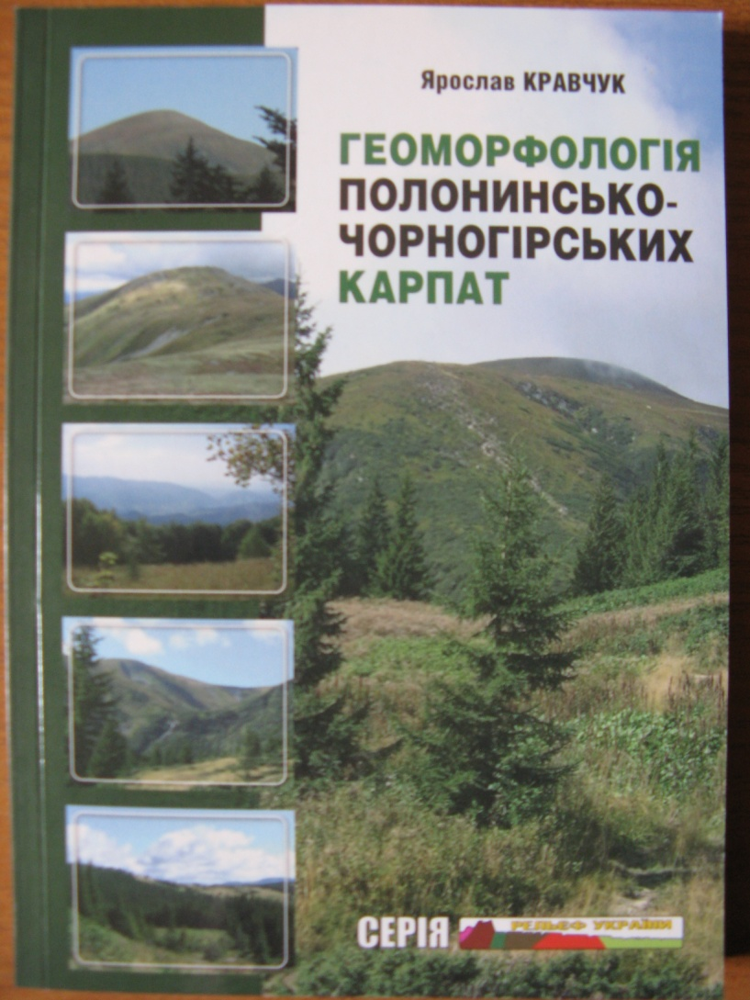 Ярослав КРАВЧУК
ГЕОМОРФОЛОГІЯ
ПОЛОНИНСЬКО-
ЧОРНОГІРСЬКИХ
КАРПАТ
СЕРІЯ РЕЛЬЄФ УКРАЇНИ